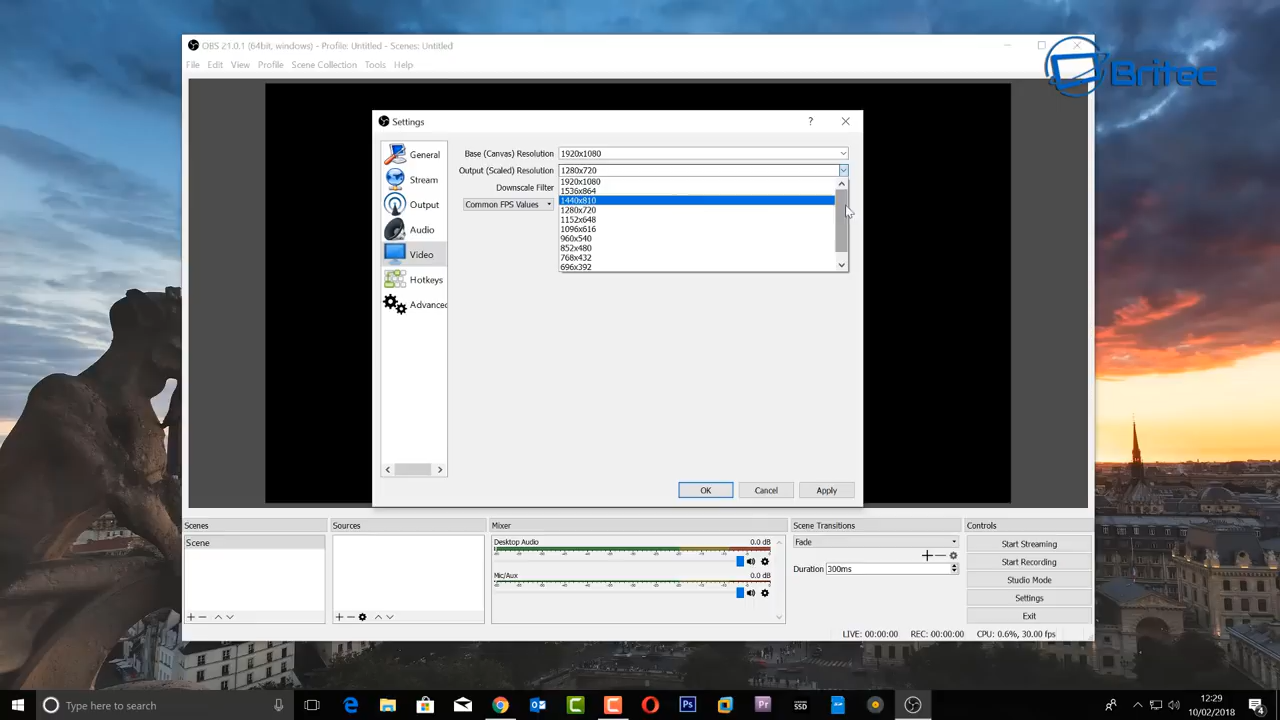 OBS 21.0.1 (64bit, windows) - Profile: Untitled - Scenes: Untitled
File Edit View Profile Scene Collection Tools Help
Britec
Settings
?
General
Stream
Output
Audio
Video
Hotkeys
Advanced
Base (Canvas) Resolution 1920x1080
Output (Scaled) Resolution 1280x720
Downscale Filter
Common FPS Values
1920x1080
1536x864
1440x810
1280x720
1152x648
1096x616
960x540
852x480
768x432
696x392
OK Cancel Apply
Scenes
Scene
Sources
Mixer
Desktop Audio 0.0 dB
Mic/Aux 0.0 dB
Scene Transitions
Fade
Duration 300ms
Controls
Start Streaming
Start Recording
Studio Mode
Settings
Exit
LIVE: 00:00:00 REC: 00:00:00 CPU: 0.6%, 30.00 fps
Type here to search
Ps
Pr
SSD
12:29
10/02/2018
4